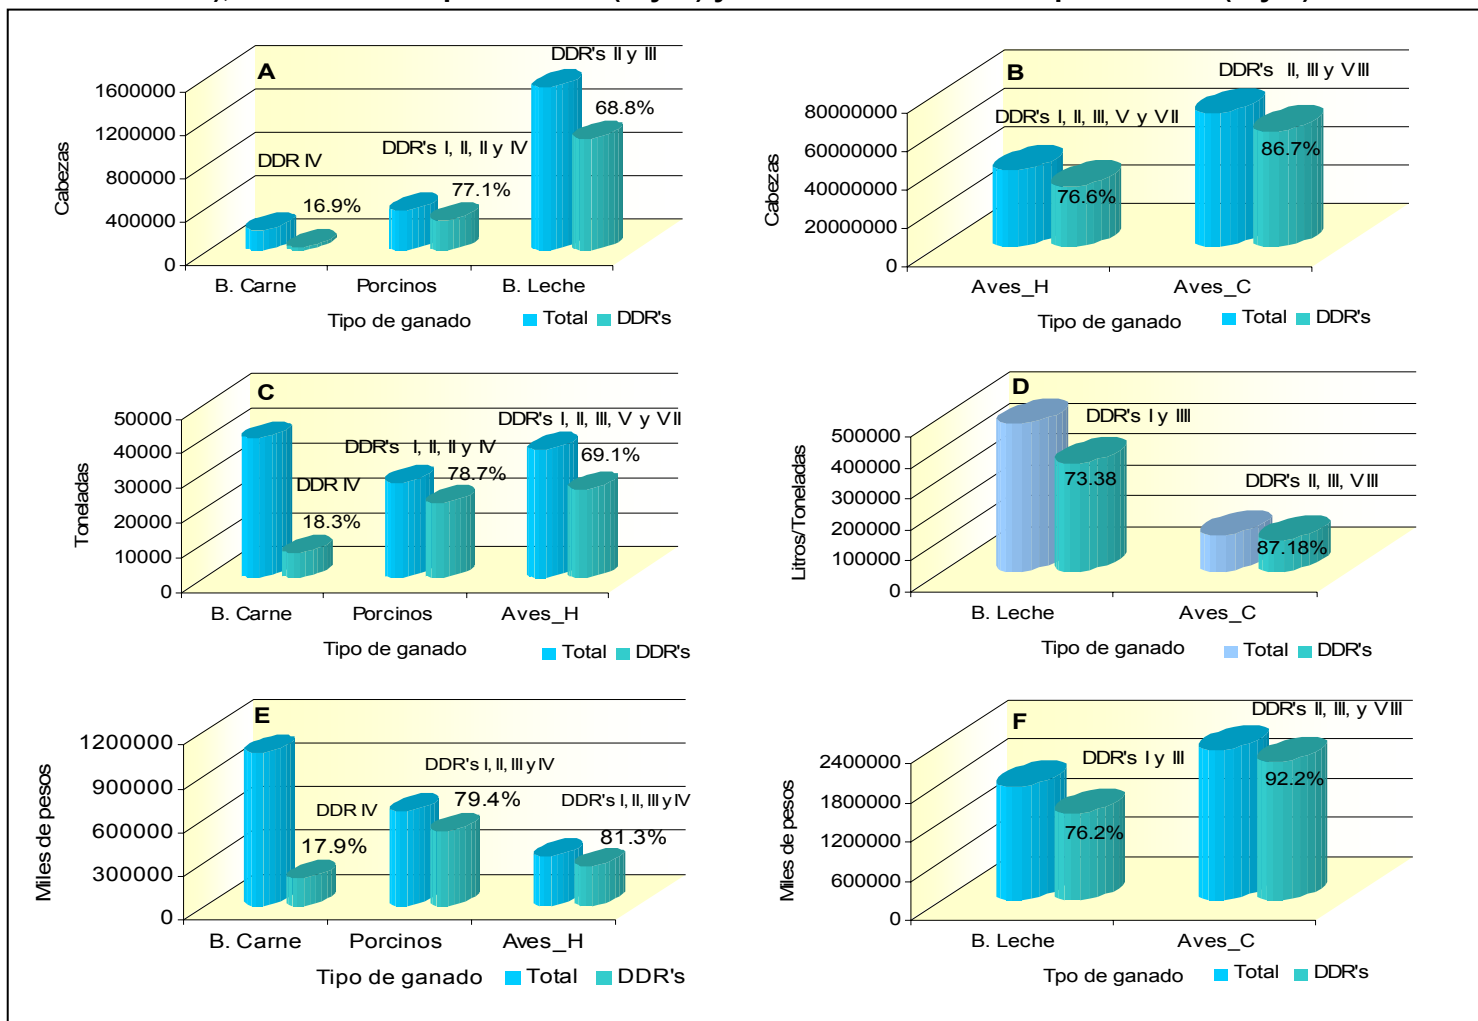 A
DDR's II y III
1600000
1200000
800000
400000
0
Cabezas
DDR IV
16.9%
DDR's I, II, II y IV
77.1%
68.8%
B. Carne
Porcinos
B. Leche
Tipo de ganado
Total
DDR's
B
DDR's II, III y VIII
DDR's I, II, III, V y VII
80000000
60000000
40000000
20000000
0
Cabezas
76.6%
86.7%
Aves_H
Aves_C
Tipo de ganado
Total
DDR's
C
DDR's I, II, III, V y VII
50000
40000
30000
20000
10000
0
Toneladas
DDR IV
18.3%
DDR's I, II, II y IV
78.7%
69.1%
B. Carne
Porcinos
Aves_H
Tipo de ganado
Total
DDR's
D
DDR's I y IIII
500000
400000
300000
200000
100000
0
Litros/Toneladas
73.38
DDR's II, III, VIII
87.18%
B. Leche
Aves_C
Tipo de ganado
Total
DDR's
E
1200000
900000
600000
300000
0
Miles de pesos
DDR IV
17.9%
DDR's I, II, III y IV
79.4%
DDR's I, II, III y IV
81.3%
B. Carne
Porcinos
Aves_H
Tipo de ganado
Total
DDR's
F
DDR's II, III, y VIII
DDR's I y III
2400000
1800000
1200000
600000
0
Miles de pesos
76.2%
92.2%
B. Leche
Aves_C
Tpo de ganado
Total
DDR's